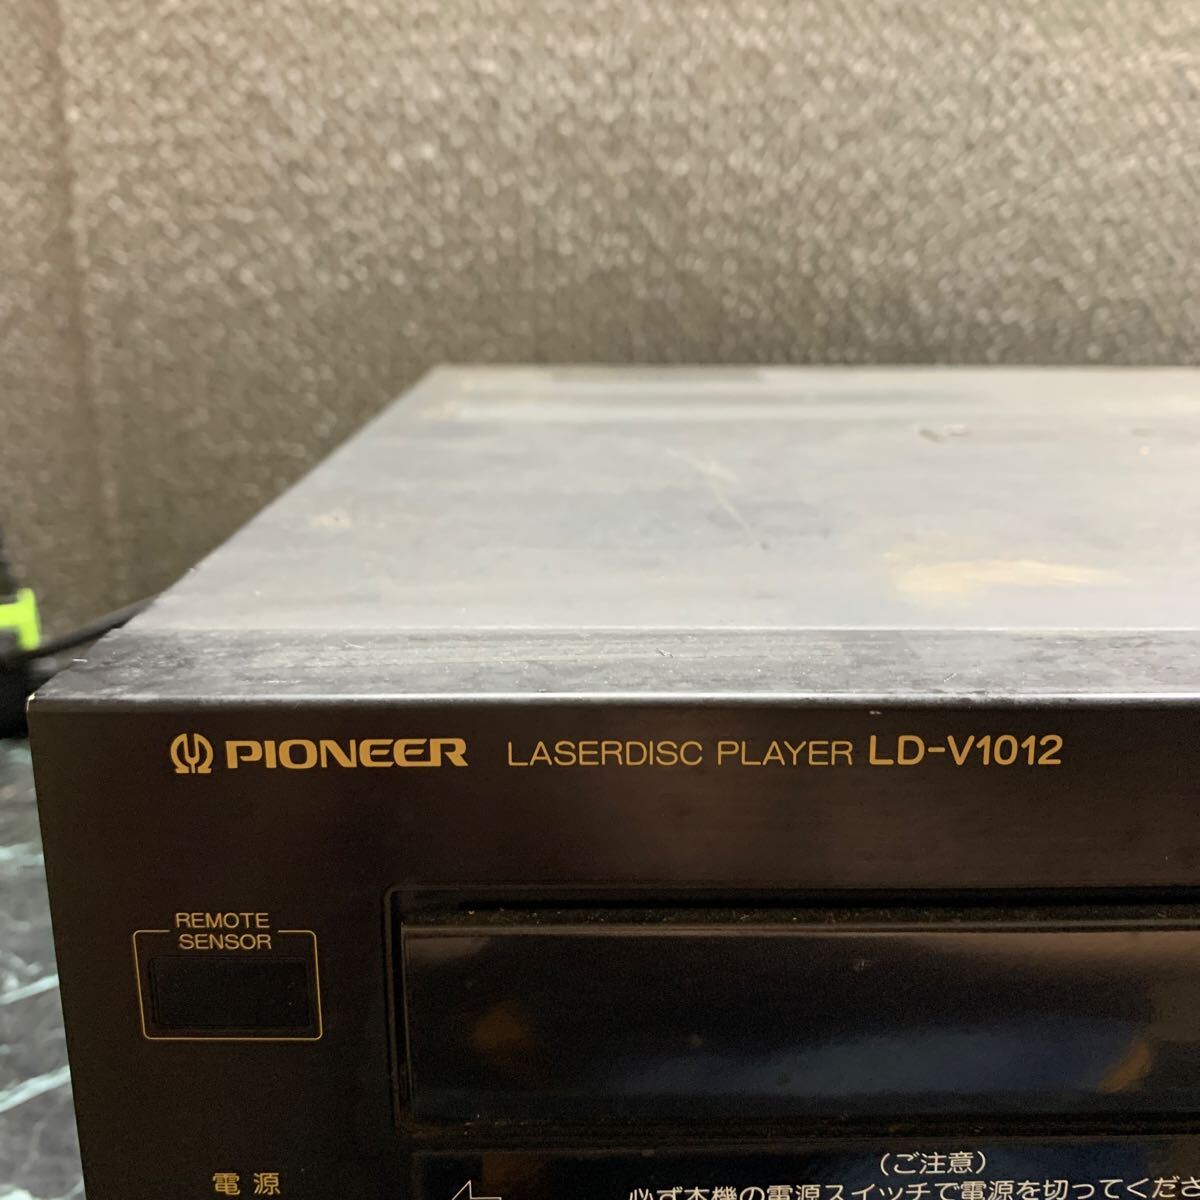 PIONEER LASERDISC PLAYER LD-V1012
REMOTE
SENSOR
電源
(ご注意)
必ず本機の電源スイッチで電源を切ってくださ